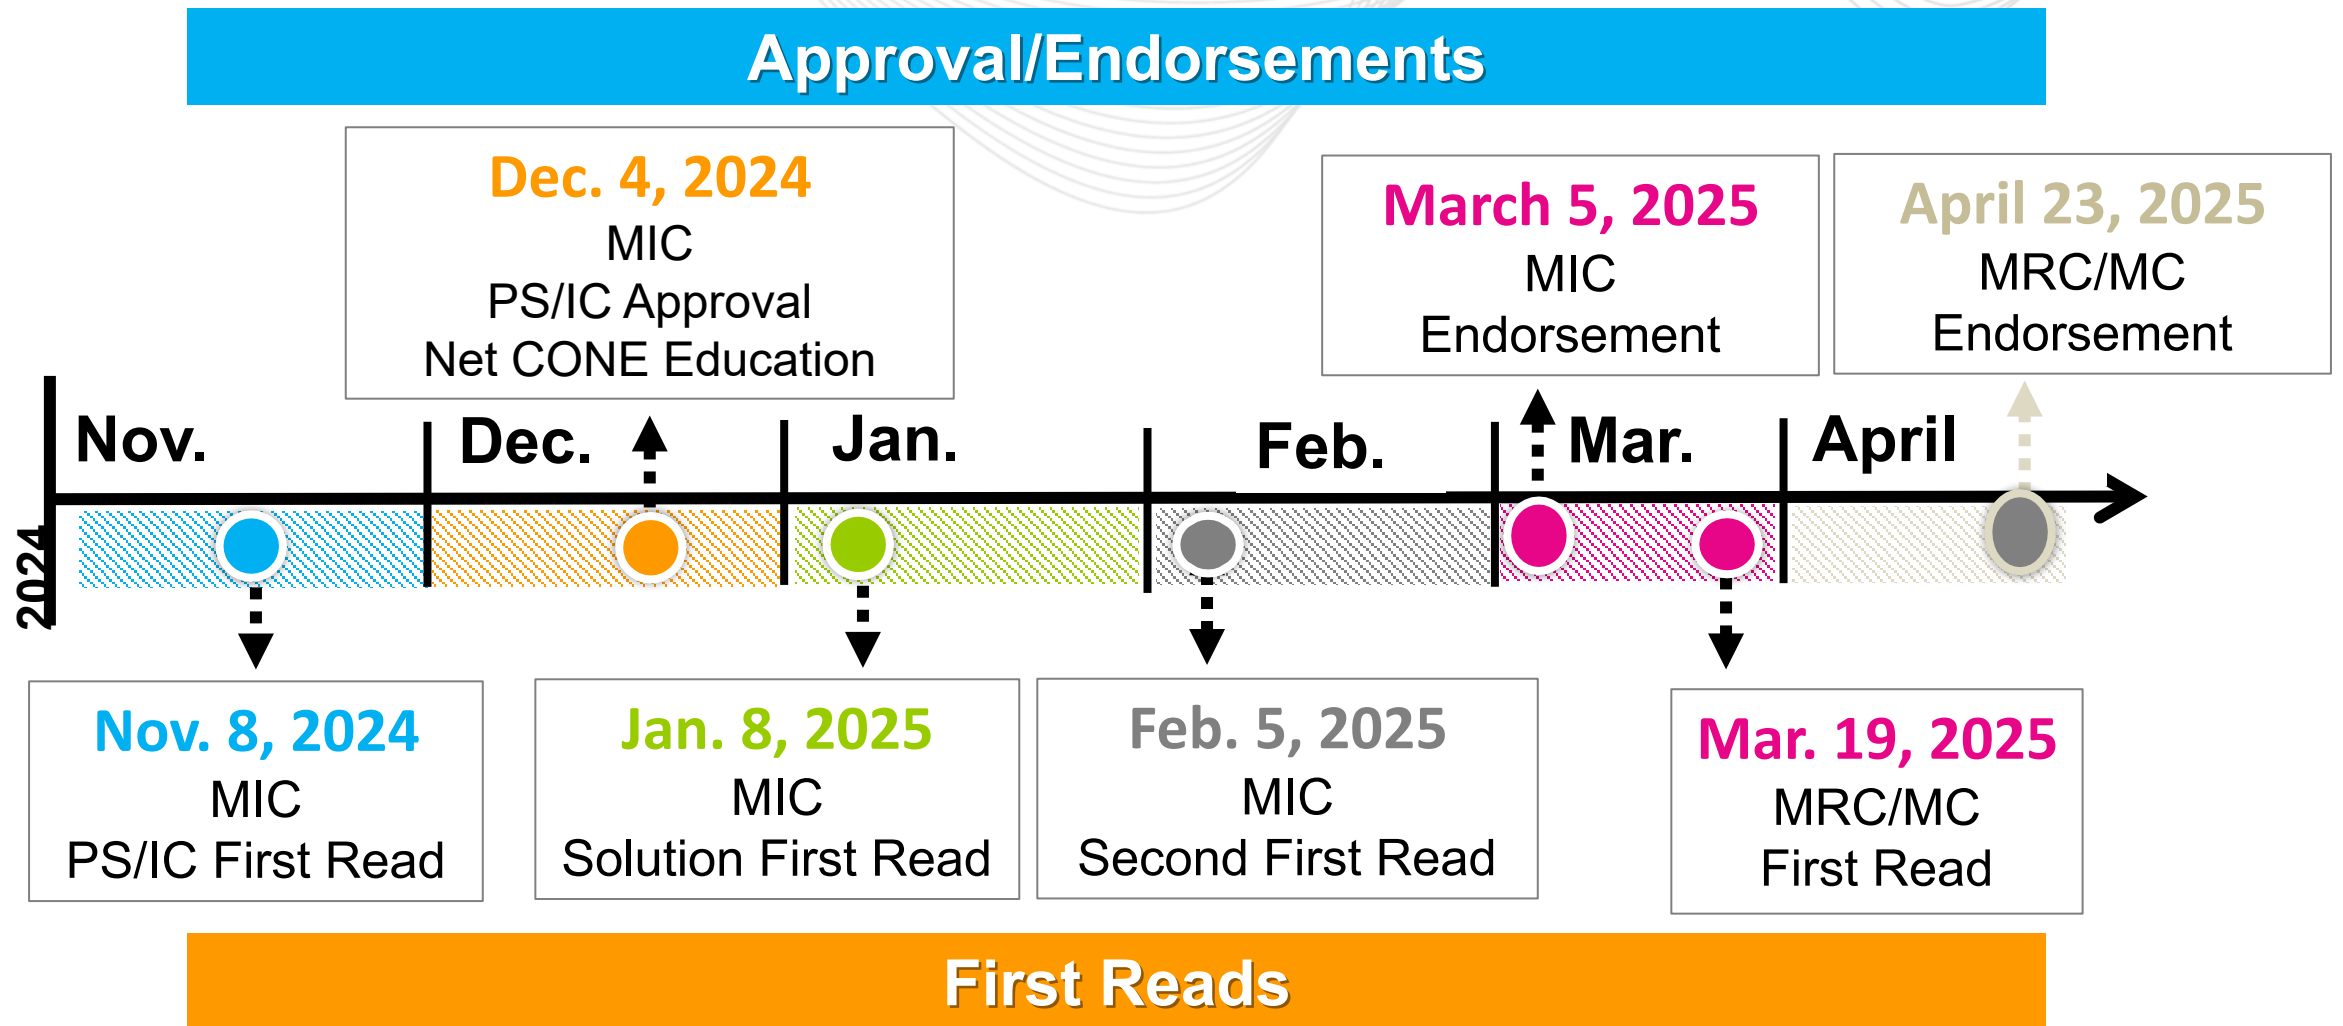 Approval/Endorsements
Dec. 4, 2024
MIC
PS/IC Approval
Net CONE Education
March 5, 2025
MIC
Endorsement
April 23, 2025
MRC/MC
Endorsement
2024
Nov.
Dec.
Jan.
Feb.
Mar.
April
Nov. 8, 2024
MIC
PS/IC First Read
Jan. 8, 2025
MIC
Solution First Read
Feb. 5, 2025
MIC
Second First Read
Mar. 19, 2025
MRC/MC
First Read
First Reads